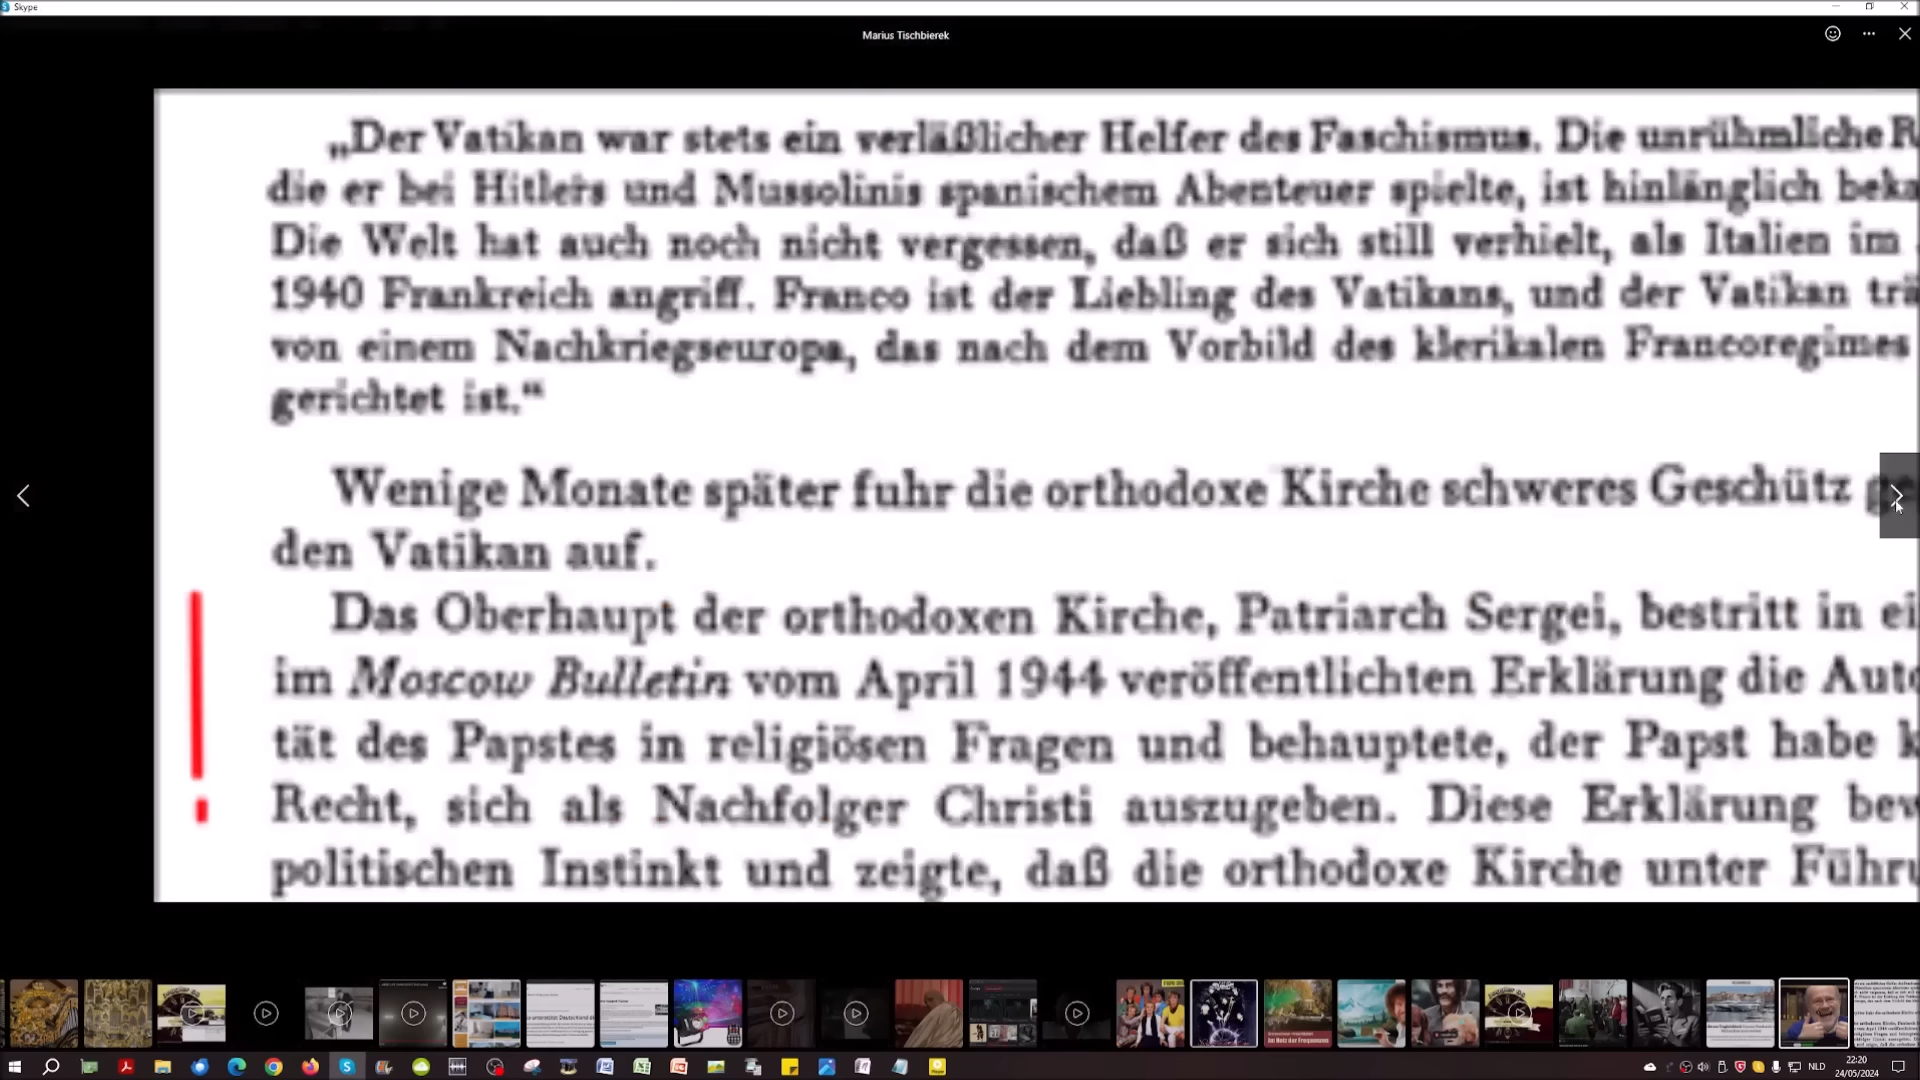 Skype
Marius Tischbierek
„Der Vatikan war stets ein verläßlicher Helfer des Faschismus. Die unrühmliche
die er bei Hitlers und Mussolinis spanischem Abenteuer spielte, ist hinlänglich
Die Welt hat auch noch nicht vergessen, daß er sich still verhielt, als Italien im
1940 Frankreich angriff. Franco ist der Liebling des Vatikans, und der Vatikan
von einem Nachkriegseuropa, das nach dem Vorbild des klerikalen Francoregimes
gerichtet ist.“
Wenige Monate später fuhr die orthodoxe Kirche schweres Geschütz
den Vatikan auf.
Das Oberhaupt der orthodoxen Kirche, Patriarch Sergei, bestritt in
im Moscow Bulletin vom April 1944 veröffentlichten Erklärung die
tät des Papstes in religiösen Fragen und behauptete, der Papst habe
Recht, sich als Nachfolger Christi auszugeben. Diese Erklärung
politischen Instinkt und zeigte, daß die orthodoxe Kirche unter
NLD
22:20
24/05/2024